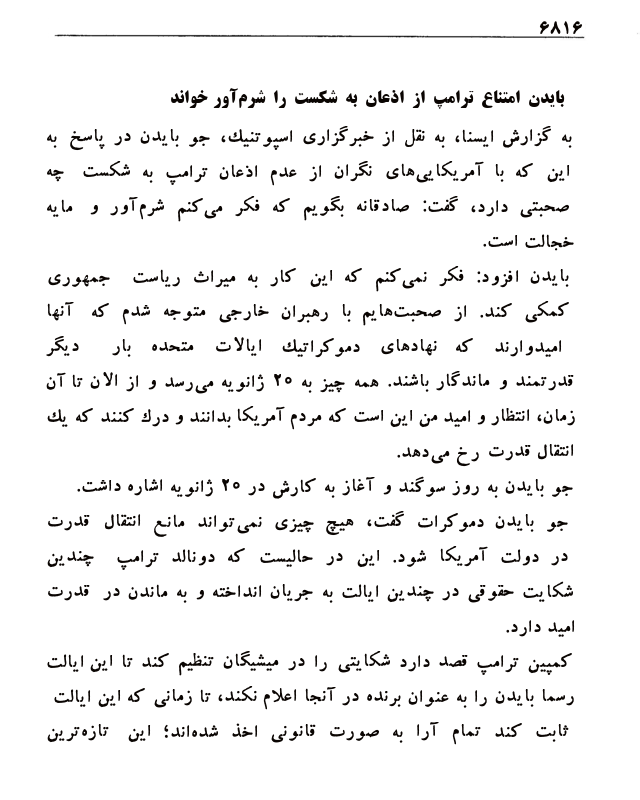 ۶۸۱۶
بایدن امتناع ترامپ از اذعان به شکست را شرم‌آور خواند
به گزارش ایسنا، به نقل از خبرگزاری اسپوتنیك، جو بایدن در پاسخ به
این که با آمریکایی‌های نگران از عدم اذعان ترامپ به شکست چه
صحبتی دارد، گفت: صادقانه بگویم که فکر می‌کنم شرم‌آور و مایه
خجالت است.
بایدن افزود: فکر نمی‌کنم که این کار به میراث ریاست جمهوری
کمکی کند. از صحبت‌هایم با رهبران خارجی متوجه شدم که آنها
امیدوارند که نهادهای دموکراتیك ایالات متحده بار دیگر
قدرتمند و ماندگار باشند. همه چیز به ۲۰ ژانویه می‌رسد و از الان تا آن
زمان، انتظار و امید من این است که مردم آمریکا بدانند و درك کنند که یك
انتقال قدرت رخ می‌دهد.
جو بایدن به روز سوگند و آغاز به کارش در ۲۰ ژانویه اشاره داشت.
جو بایدن دموکرات گفت، هیچ چیزی نمی‌تواند مانع انتقال قدرت
در دولت آمریکا شود. این در حالیست که دونالد ترامپ چندین
شکایت حقوقی در چندین ایالت به جریان انداخته و به ماندن در قدرت
امید دارد.
کمپین ترامپ قصد دارد شکایتی را در میشیگان تنظیم کند تا این ایالت
رسما بایدن را به عنوان برنده در آنجا اعلام نکند، تا زمانی که این ایالت
ثابت کند تمام آرا به صورت قانونی اخذ شده‌اند؛ این تازه‌ترین